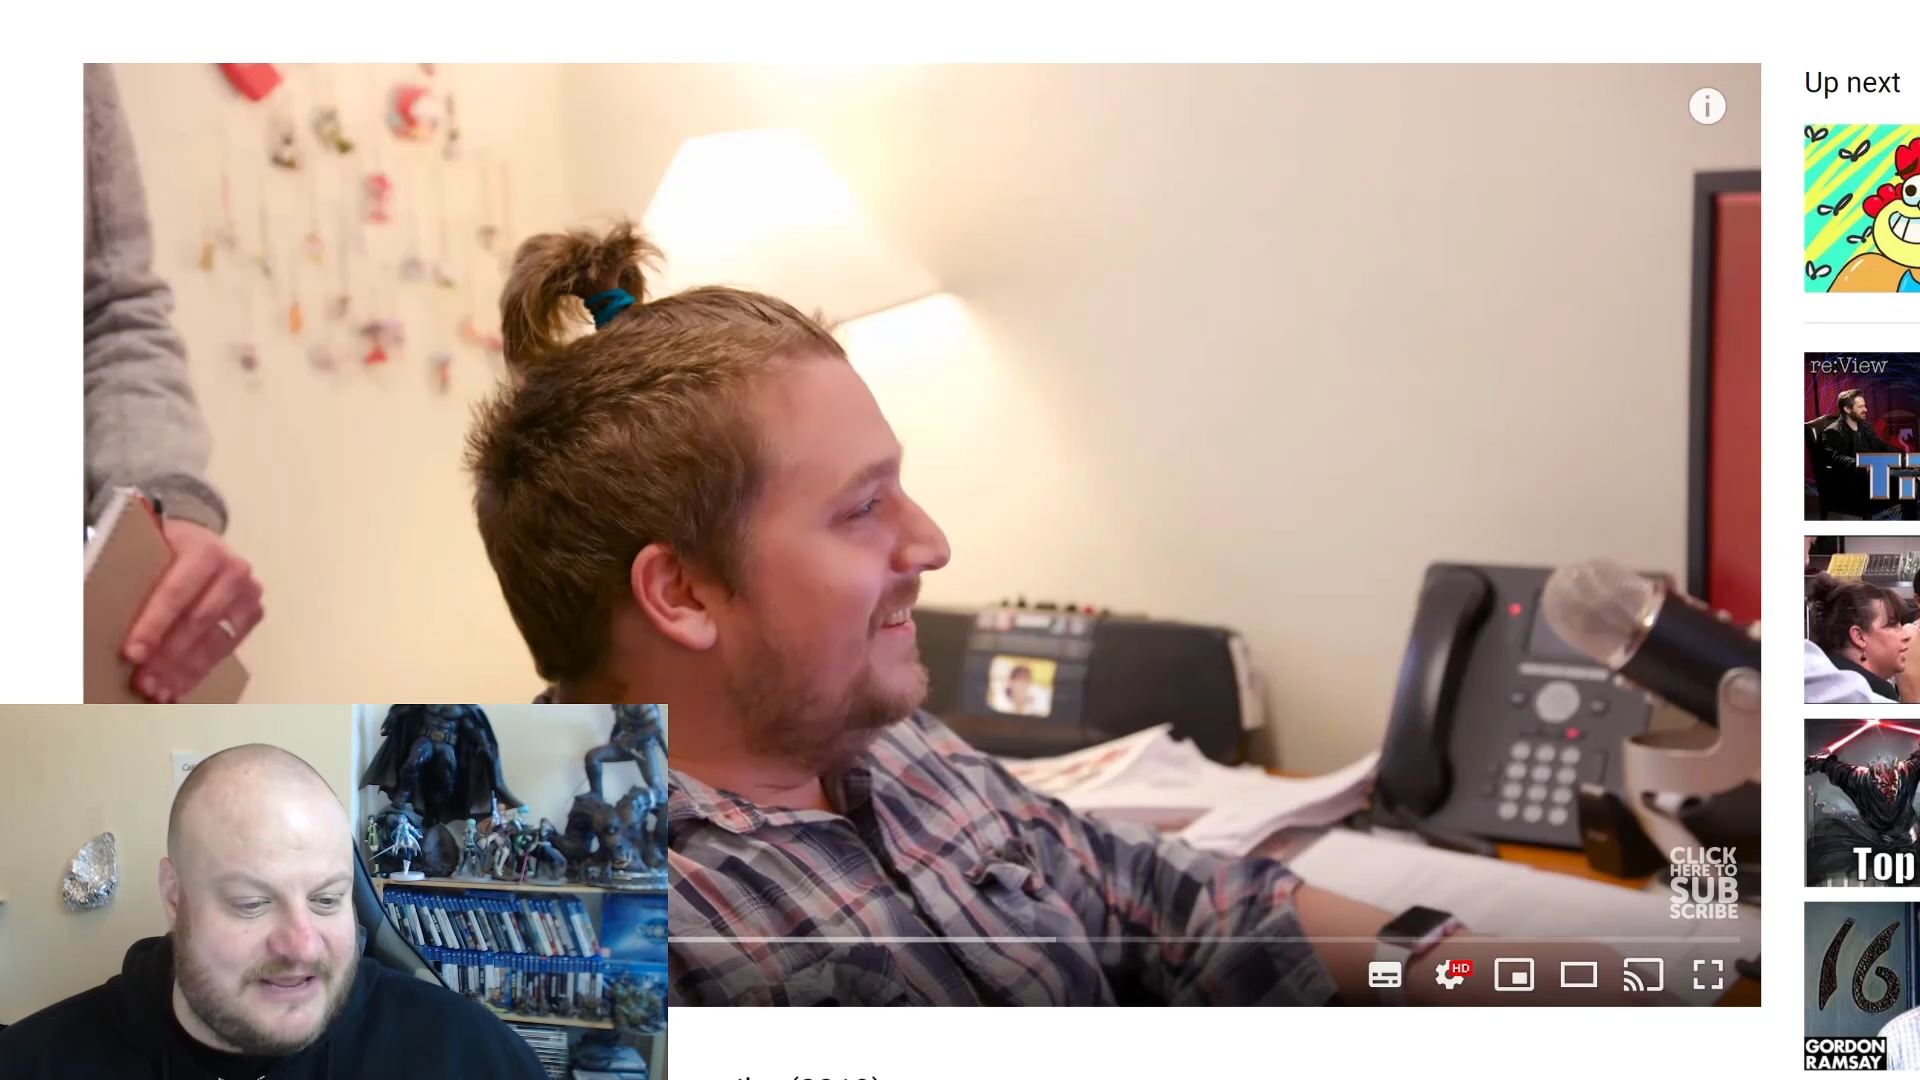 Up next
re:View
CLICK
HERE TO
SUB
SCRIBE
HD
Top
16
GORDON
RAMSAY